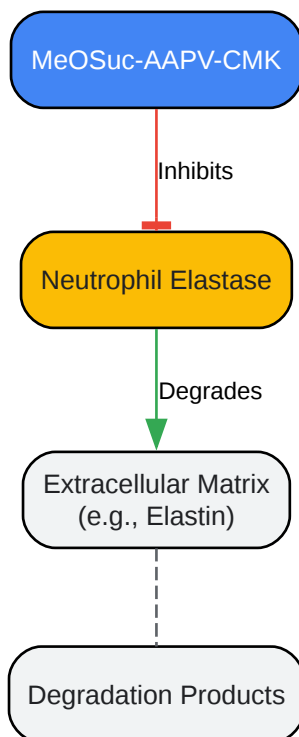 MeOSuc-AAPV-CMK
Inhibits
Neutrophil Elastase
Degrades
Extracellular Matrix
(e.g., Elastin)
Degradation Products